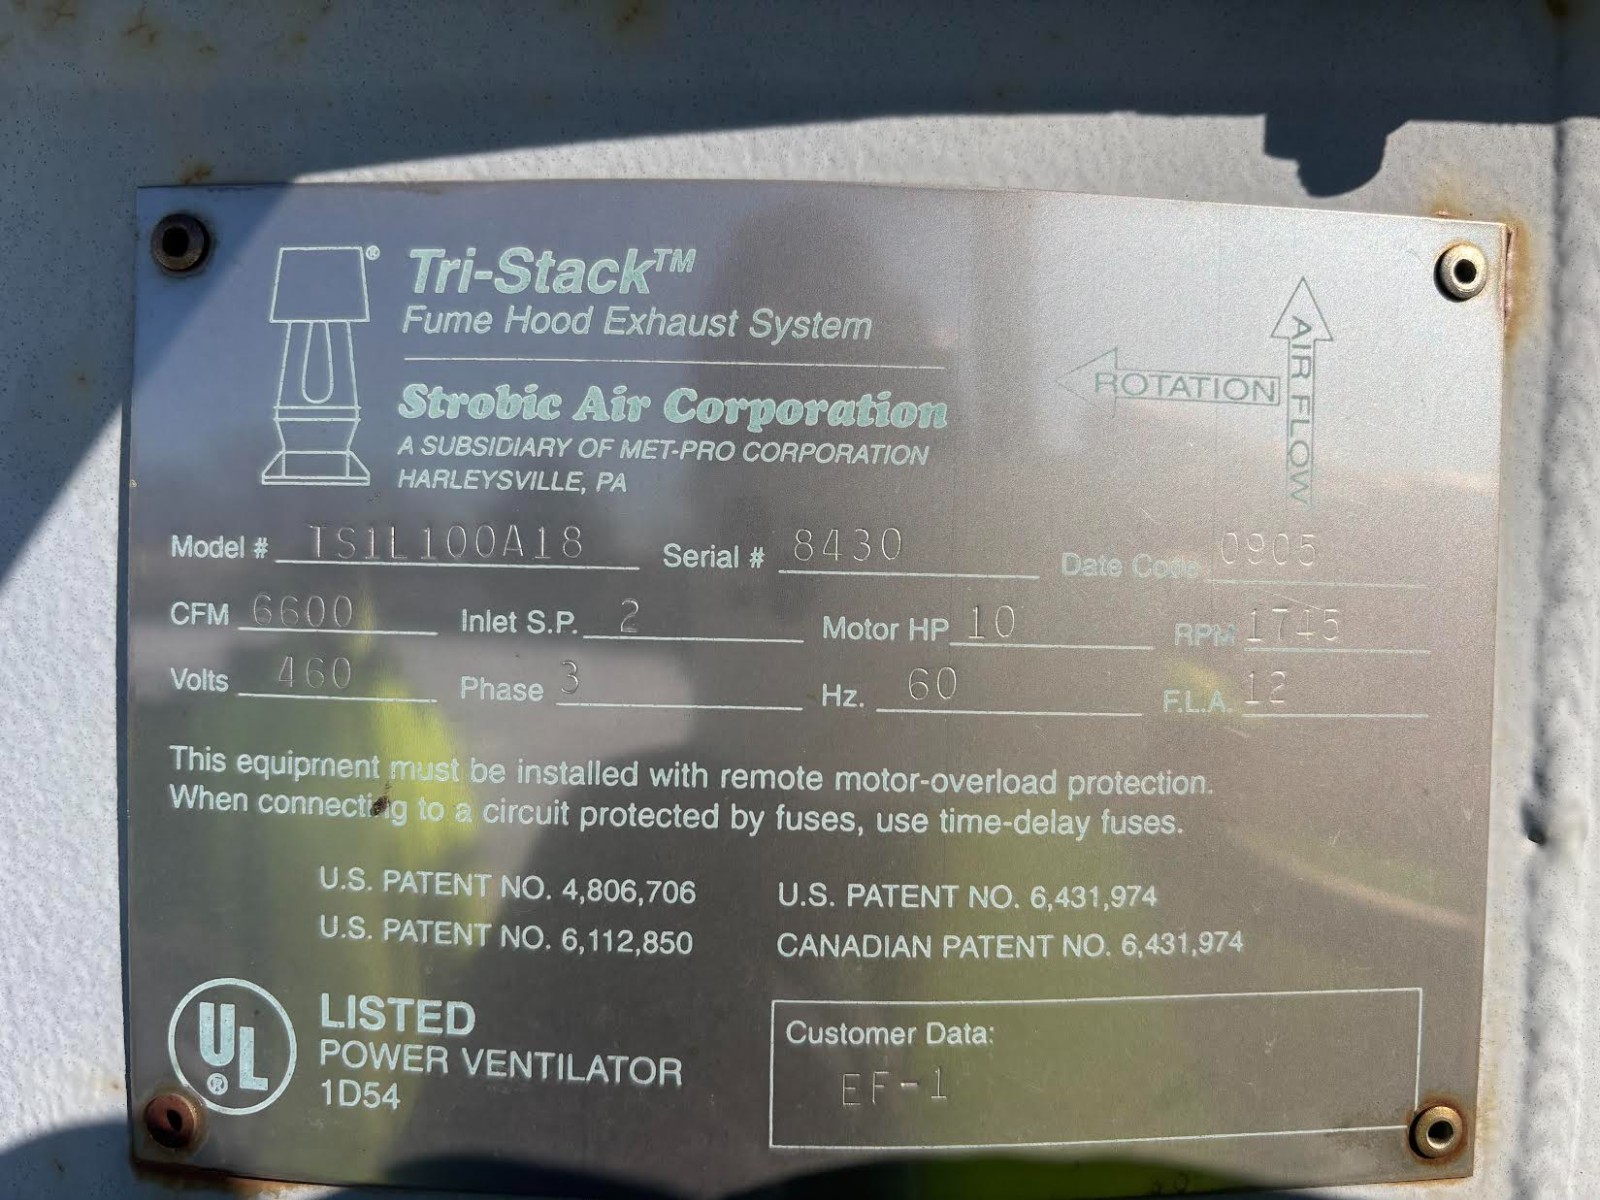 Tri-Stack™
Fume Hood Exhaust System
Strobic Air Corporation
A SUBSIDIARY OF MET-PRO CORPORATION
HARLEYSVILLE, PA
®
ROTATION
AIR FLOW
Model # TS1L100A18 Serial # 8430 Date Code 0905
CFM 6600 Inlet S.P. 2 Motor HP 10 RPM 1745
Volts 460 Phase 3 Hz. 60 F.L.A. 12
This equipment must be installed with remote motor-overload protection.
When connecting to a circuit protected by fuses, use time-delay fuses.
U.S. PATENT NO. 4,806,706 U.S. PATENT NO. 6,431,974
U.S. PATENT NO. 6,112,850 CANADIAN PATENT NO. 6,431,974
UL ®
LISTED
POWER VENTILATOR
1D54
Customer Data:
EF-1